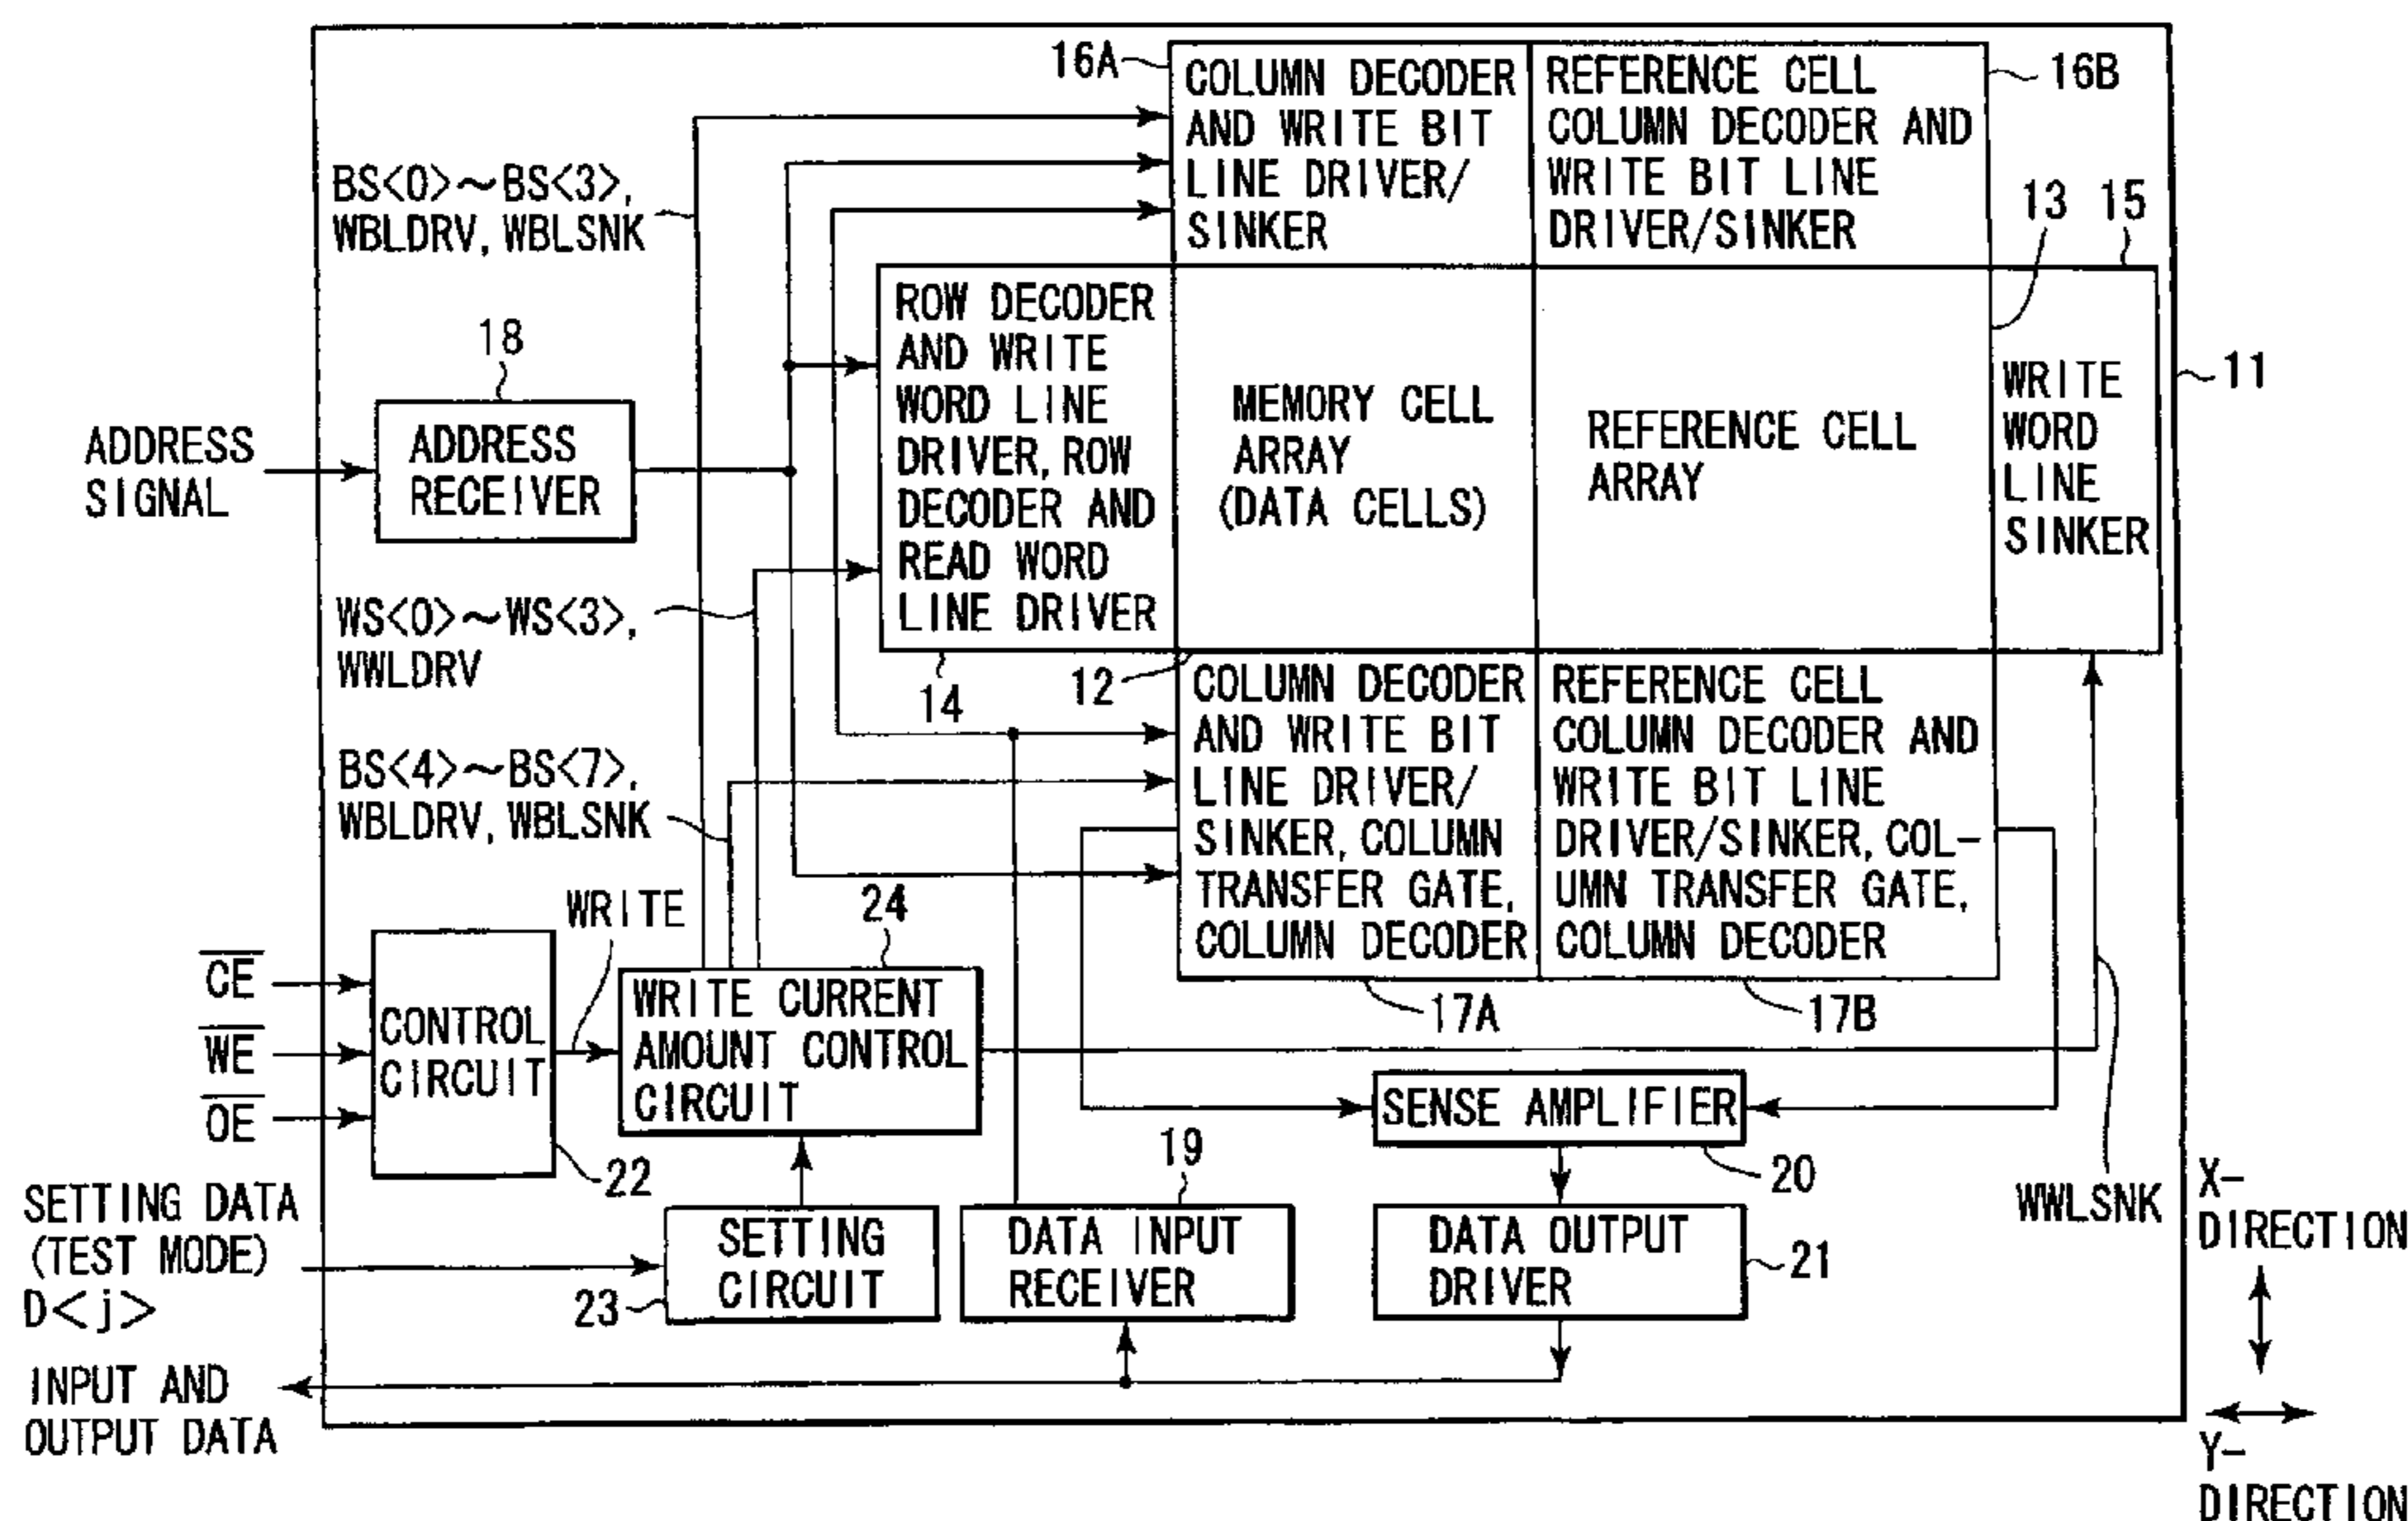 16A
COLUMN DECODER
AND WRITE BIT
LINE DRIVER/
SINKER
REFERENCE CELL
COLUMN DECODER AND
WRITE BIT LINE
DRIVER/SINKER
16B
BS<0>~BS<3>,
WBLDRV, WBLSNK
13
15
ROW DECODER
AND WRITE
WORD LINE
DRIVER, ROW
DECODER AND
READ WORD
LINE DRIVER
MEMORY CELL
ARRAY
(DATA CELLS)
REFERENCE CELL
ARRAY
WRITE
WORD
LINE
SINKER
11
18
ADDRESS
SIGNAL
ADDRESS
RECEIVER
WS<0>~WS<3>,
WWLDRV
14
12
COLUMN DECODER
AND WRITE BIT
LINE DRIVER/
SINKER, COLUMN
TRANSFER GATE,
COLUMN DECODER
REFERENCE CELL
COLUMN DECODER AND
WRITE BIT LINE
DRIVER/SINKER, COL-
UMN TRANSFER GATE,
COLUMN DECODER
BS<4>~BS<7>,
WBLDRV, WBLSNK
WRITE
24
17A
17B
CE
WE
OE
CONTROL
CIRCUIT
22
WRITE CURRENT
AMOUNT CONTROL
CIRCUIT
SENSE AMPLIFIER
20
19
WWLSNK
X-
DIRECTION
SETTING DATA
(TEST MODE)
D<j>
SETTING
CIRCUIT
23
DATA INPUT
RECEIVER
DATA OUTPUT
DRIVER
21
INPUT AND
OUTPUT DATA
Y-
DIRECTION